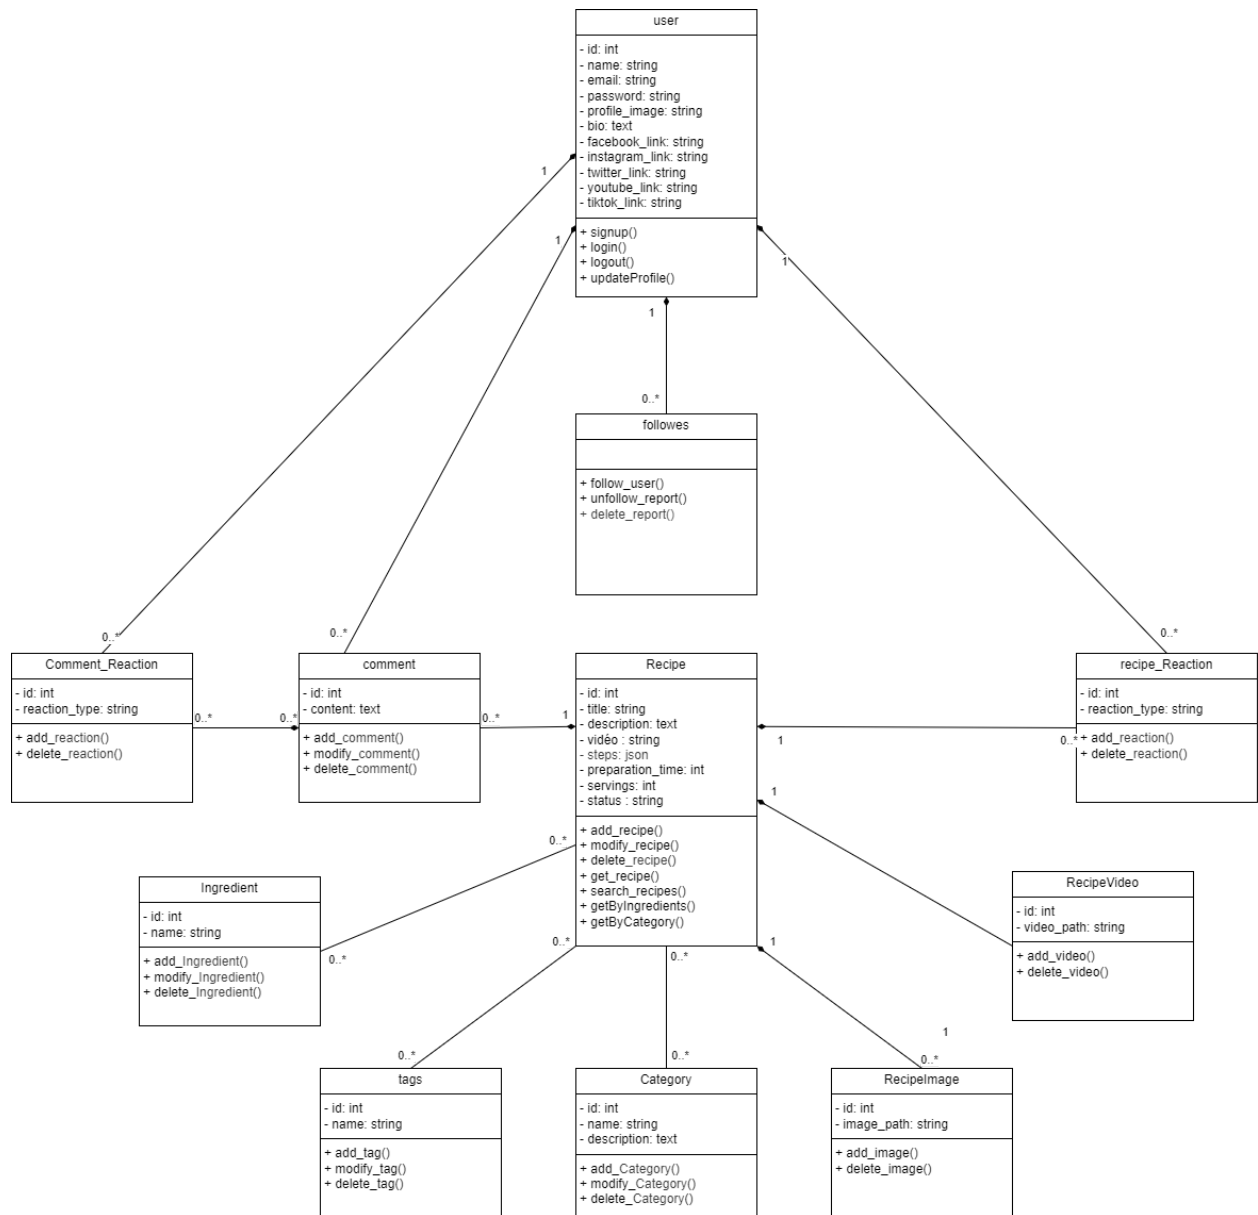 user
- id: int
- name: string
- email: string
- password: string
- profile_image: string
- bio: text
- facebook_link: string
- instagram_link: string
- twitter_link: string
- youtube_link: string
- tiktok_link: string
+ signup()
+ login()
+ logout()
+ updateProfile()
1
1
1
1
0..*
followes
+ follow_user()
+ unfollow_report()
+ delete_report()
0..*
0..*
0..*
Comment_Reaction
- id: int
- reaction_type: string
+ add_reaction()
+ delete_reaction()
0..*
0..*
comment
- id: int
- content: text
+ add_comment()
+ modify_comment()
+ delete_comment()
0..*
1
Recipe
- id: int
- title: string
- description: text
- vidéo : string
- steps: json
- preparation_time: int
- servings: int
- status : string
+ add_recipe()
+ modify_recipe()
+ delete_recipe()
+ get_recipe()
+ search_recipes()
+ getByIngredients()
+ getByCategory()
1
0..*
recipe_Reaction
- id: int
- reaction_type: string
+ add_reaction()
+ delete_reaction()
1
0..*
Ingredient
- id: int
- name: string
+ add_Ingredient()
+ modify_Ingredient()
+ delete_Ingredient()
0..*
RecipeVideo
- id: int
- video_path: string
+ add_video()
+ delete_video()
0..*
0..*
1
1
0..*
0..*
0..*
tags
- id: int
- name: string
+ add_tag()
+ modify_tag()
+ delete_tag()
Category
- id: int
- name: string
- description: text
+ add_Category()
+ modify_Category()
+ delete_Category()
RecipeImage
- id: int
- image_path: string
+ add_image()
+ delete_image()